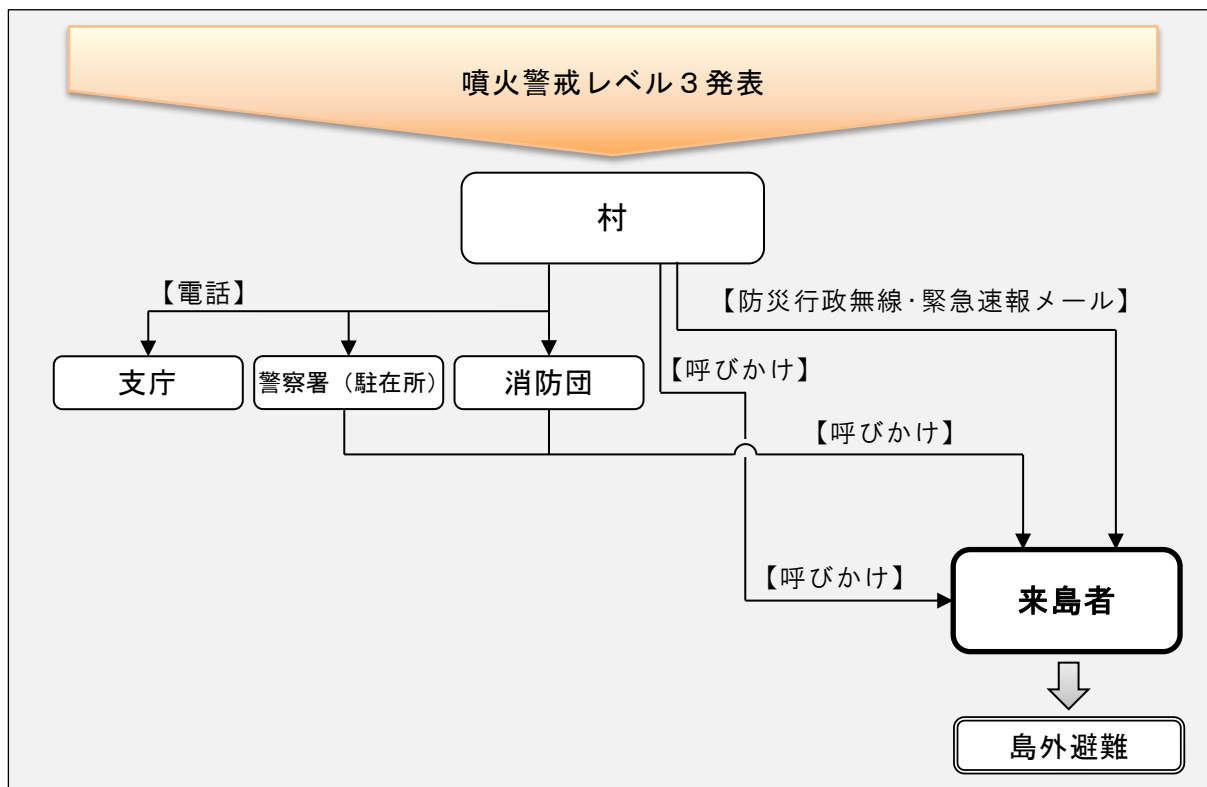 噴火警戒レベル３発表
村
【電話】
【防災行政無線・緊急速報メール】
支庁
警察署（駐在所）
消防団
【呼びかけ】
【呼びかけ】
【呼びかけ】
来島者
島外避難